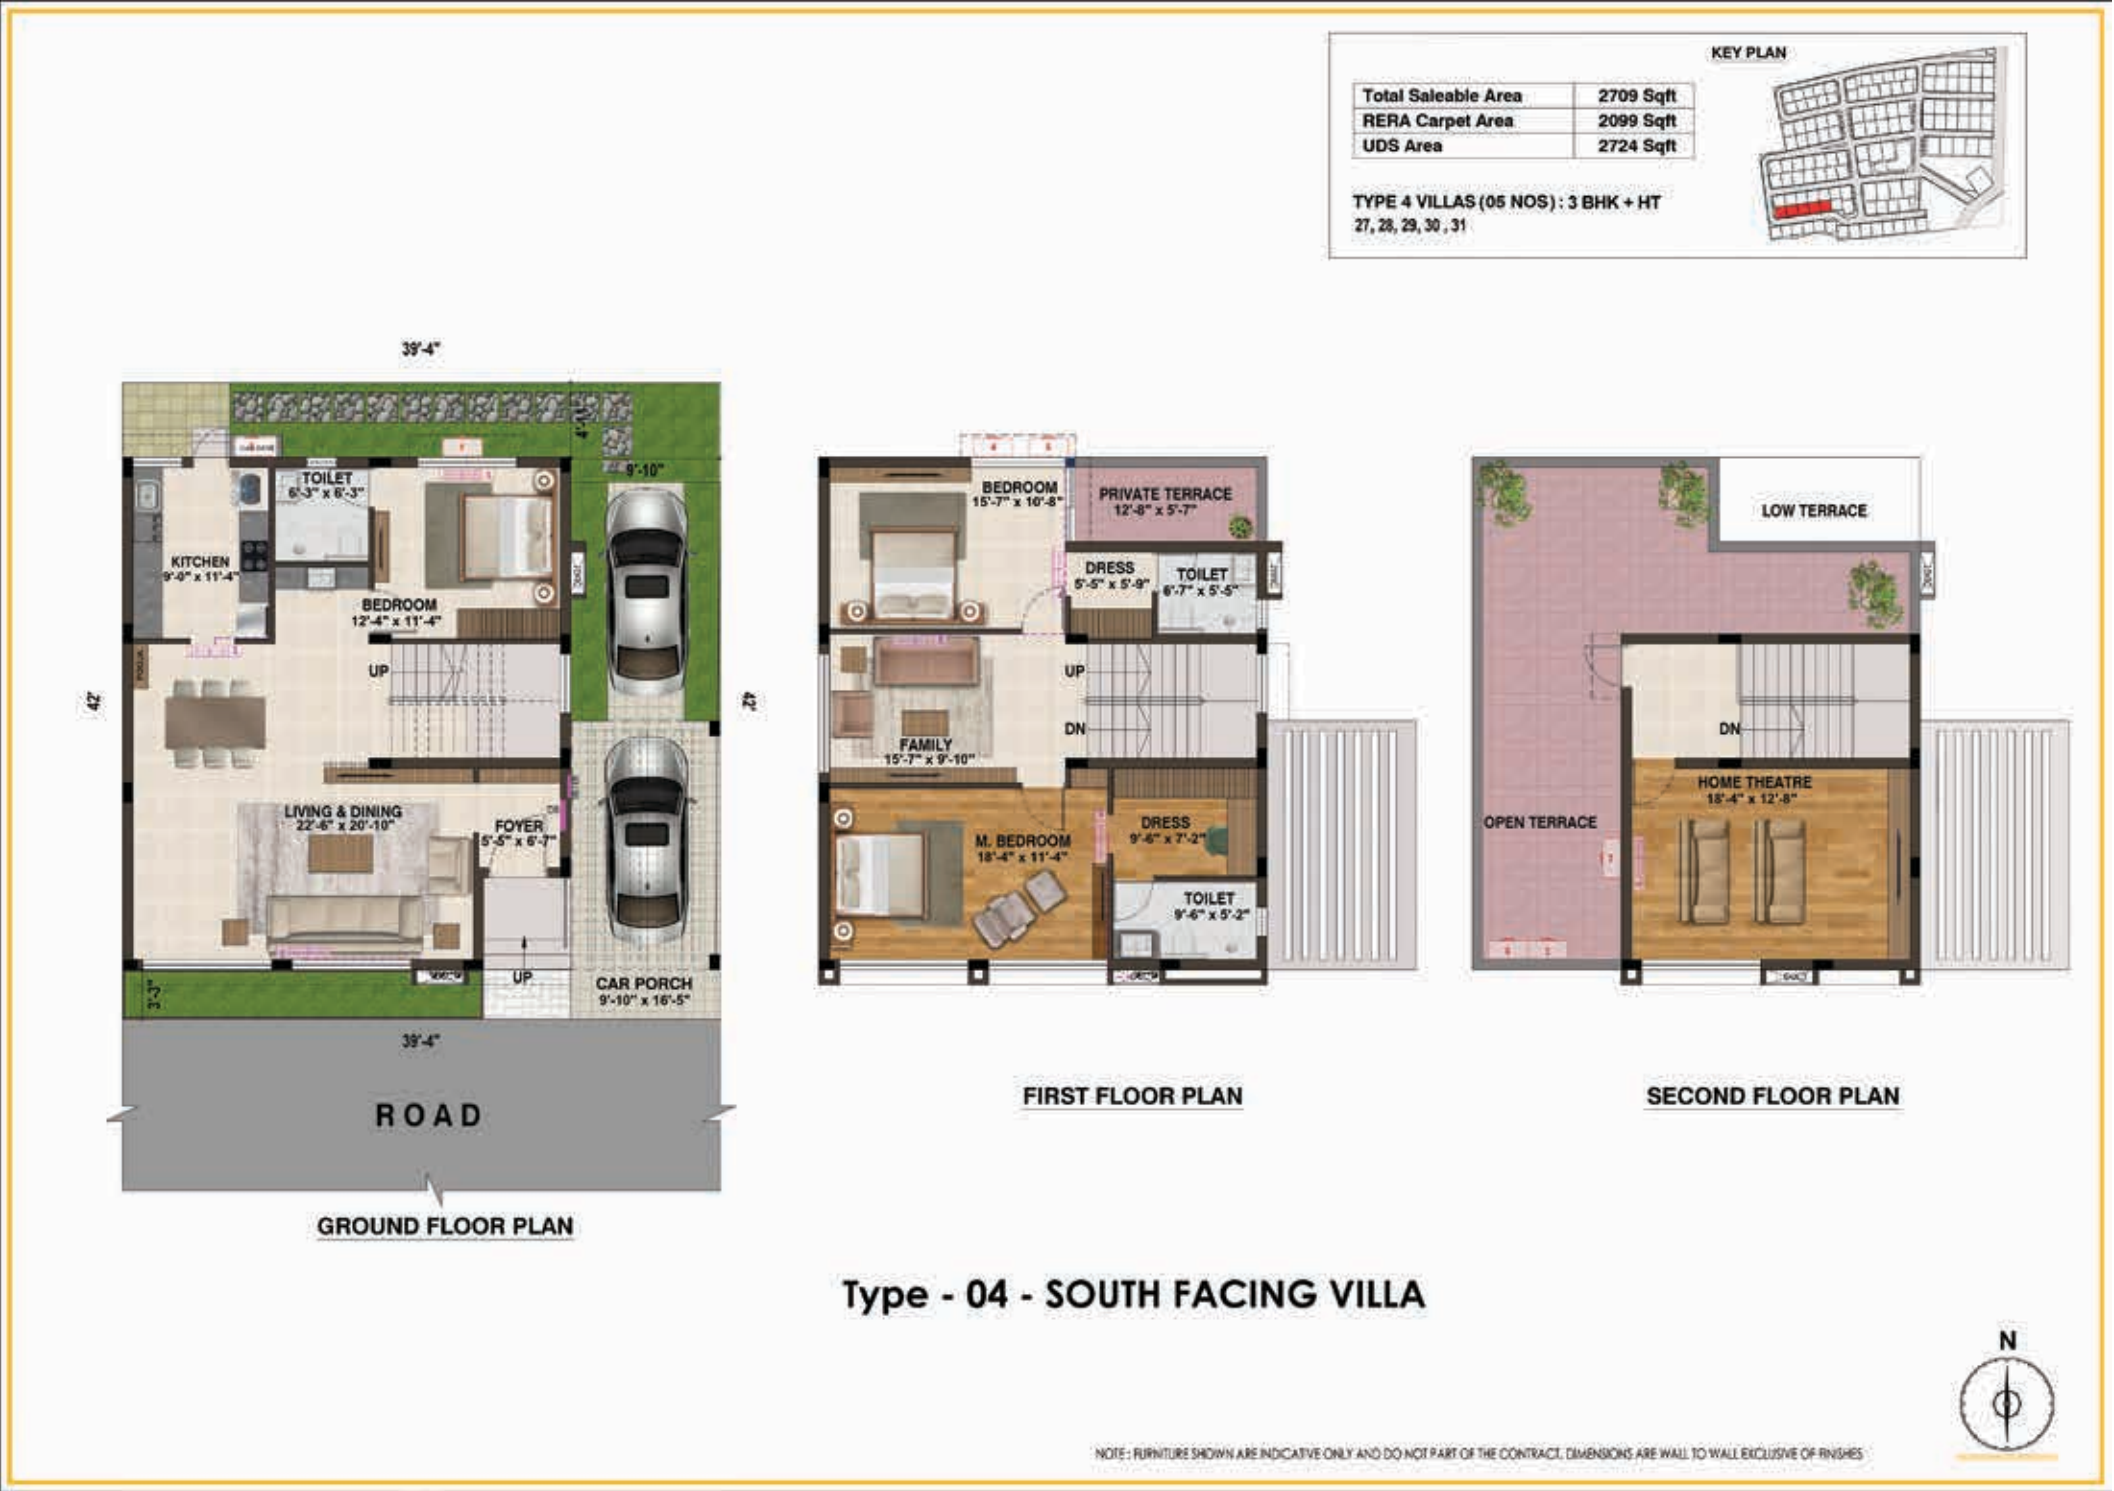 KEY PLAN
Total Saleable Area 2709 Sqft
RERA Carpet Area 2099 Sqft
UDS Area 2724 Sqft
TYPE 4 VILLAS (05 NOS) : 3 BHK + HT
27, 28, 29, 30 , 31
39'-4"
4'-11"
9'-10"
TOILET
6'-3" x 6'-3"
KITCHEN
9'-0" x 11'-4"
BEDROOM
12'-4" x 11'-4"
POOJA
UP
42'
42'
LIVING & DINING
22'-6" x 20'-10"
FOYER
5'-5" x 6'-7"
UP
CAR PORCH
9'-10" x 16'-5"
3'-3"
39'-4"
ROAD
GROUND FLOOR PLAN
BEDROOM
15'-7" x 10'-8"
PRIVATE TERRACE
12'-8" x 5'-7"
DRESS
5'-5" x 5'-9"
TOILET
6'-7" x 5'-5"
UP
DN
FAMILY
15'-7" x 9'-10"
M. BEDROOM
18'-4" x 11'-4"
DRESS
9'-6" x 7'-2"
TOILET
9'-6" x 5'-2"
FIRST FLOOR PLAN
LOW TERRACE
DN
HOME THEATRE
18'-4" x 12'-8"
OPEN TERRACE
SECOND FLOOR PLAN
Type - 04 - SOUTH FACING VILLA
N
NOTE : FURNITURE SHOWN ARE INDICATIVE ONLY AND DO NOT PART OF THE CONTRACT, DIMENSIONS ARE WALL TO WALL EXCLUSIVE OF FINISHES